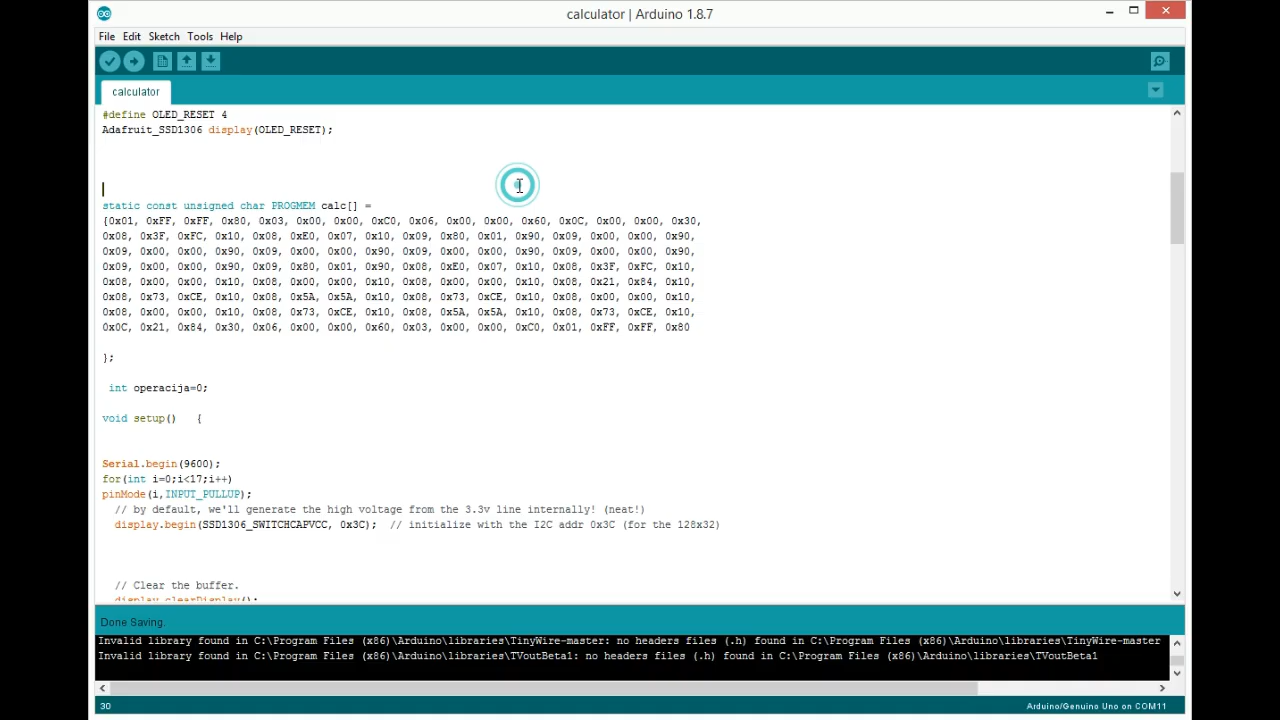 calculator | Arduino 1.8.7
File Edit Sketch Tools Help
calculator
#define OLED_RESET 4
Adafruit_SSD1306 display(OLED_RESET);
static const unsigned char PROGMEM calc[] =
{0x01, 0xFF, 0xFF, 0x80, 0x03, 0x00, 0x00, 0xC0, 0x06, 0x00, 0x00, 0x60, 0x0C, 0x00, 0x00, 0x30,
0x08, 0x3F, 0xFC, 0x10, 0x08, 0xE0, 0x07, 0x10, 0x09, 0x80, 0x01, 0x90, 0x09, 0x00, 0x00, 0x90,
0x09, 0x00, 0x00, 0x90, 0x09, 0x00, 0x00, 0x90, 0x09, 0x00, 0x00, 0x90, 0x09, 0x00, 0x00, 0x90,
0x09, 0x00, 0x00, 0x90, 0x09, 0x80, 0x01, 0x90, 0x08, 0xE0, 0x07, 0x10, 0x08, 0x3F, 0xFC, 0x10,
0x08, 0x00, 0x00, 0x10, 0x08, 0x00, 0x00, 0x10, 0x08, 0x00, 0x00, 0x10, 0x08, 0x21, 0x84, 0x10,
0x08, 0x73, 0xCE, 0x10, 0x08, 0x5A, 0x5A, 0x10, 0x08, 0x73, 0xCE, 0x10, 0x08, 0x00, 0x00, 0x10,
0x08, 0x00, 0x00, 0x10, 0x08, 0x73, 0xCE, 0x10, 0x08, 0x5A, 0x5A, 0x10, 0x08, 0x73, 0xCE, 0x10,
0x0C, 0x21, 0x84, 0x30, 0x06, 0x00, 0x00, 0x60, 0x03, 0x00, 0x00, 0xC0, 0x01, 0xFF, 0xFF, 0x80
};
int operacija=0;
void setup()   {
Serial.begin(9600);
for(int i=0;i<17;i++)
pinMode(i,INPUT_PULLUP);
// by default, we'll generate the high voltage from the 3.3v line internally! (neat!)
display.begin(SSD1306_SWITCHCAPVCC, 0x3C);  // initialize with the I2C addr 0x3C (for the 128x32)
// Clear the buffer.
display.clearDisplay();
Done Saving.
Invalid library found in C:\Program Files (x86)\Arduino\libraries\TinyWire-master: no headers files (.h) found in C:\Program Files (x86)\Arduino\libraries\TinyWire-master
Invalid library found in C:\Program Files (x86)\Arduino\libraries\TVoutBeta1: no headers files (.h) found in C:\Program Files (x86)\Arduino\libraries\TVoutBeta1
30
Arduino/Genuino Uno on COM11